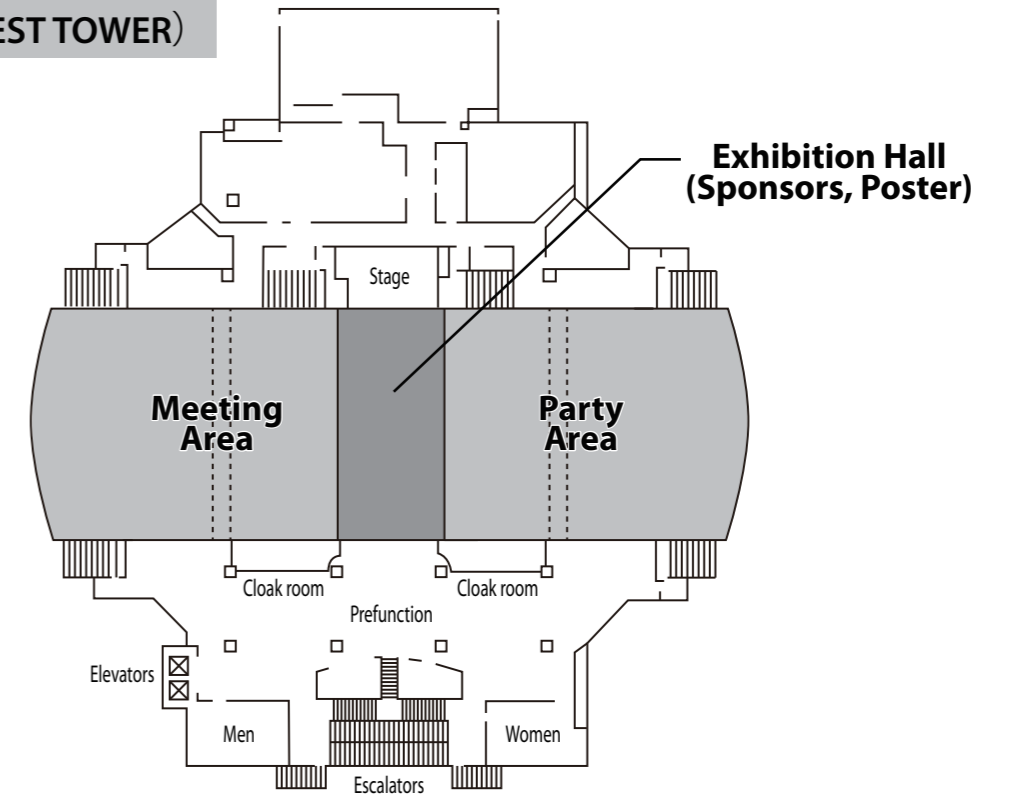 EST TOWER）
Exhibition Hall
(Sponsors, Poster)
Stage
Meeting
Area
Party
Area
Cloak room
Cloak room
Prefunction
Elevators
Men
Women
Escalators